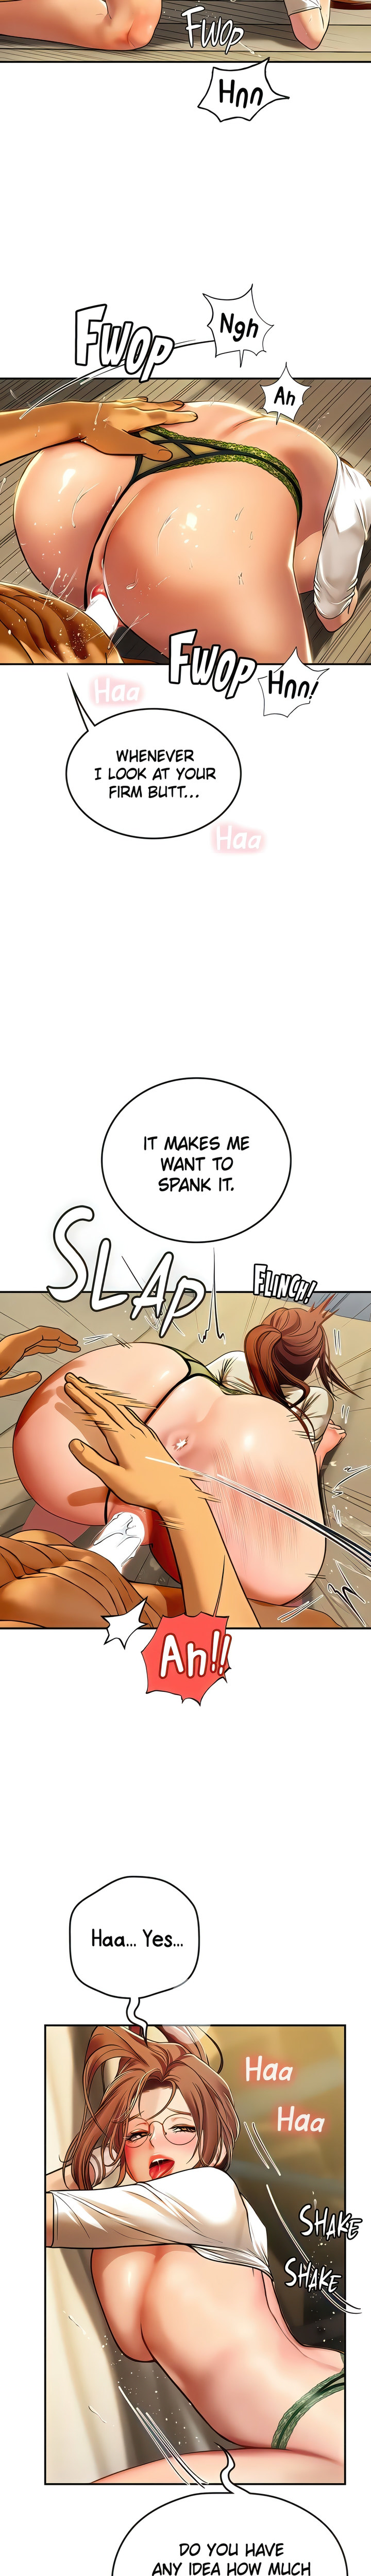 FWOP
Hnn
FWOP
Ngh
Ah
FWOP
Hnn!
Haa
WHENEVER
I LOOK AT YOUR
FIRM BUTT...
Haa
IT MAKES ME
WANT TO
SPANK IT.
SLAP
FLINCH!
Ah!!
Haa... Yes...
Haa
Haa
SHAKE
SHAKE
DO YOU HAVE
ANY IDEA HOW MUCH